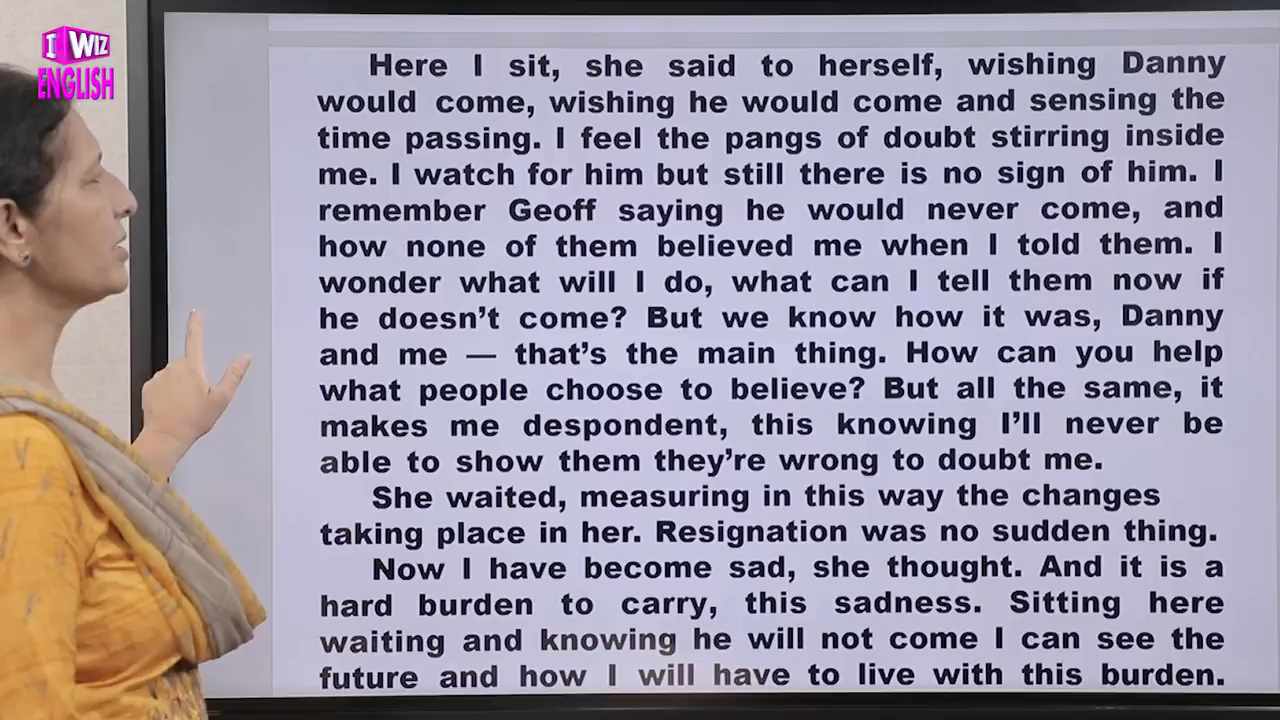 I WIZ
ENGLISH
Here I sit, she said to herself, wishing Danny
would come, wishing he would come and sensing the
time passing. I feel the pangs of doubt stirring inside
me. I watch for him but still there is no sign of him. I
remember Geoff saying he would never come, and
how none of them believed me when I told them. I
wonder what will I do, what can I tell them now if
he doesn’t come? But we know how it was, Danny
and me — that’s the main thing. How can you help
what people choose to believe? But all the same, it
makes me despondent, this knowing I’ll never be
able to show them they’re wrong to doubt me.
She waited, measuring in this way the changes
taking place in her. Resignation was no sudden thing.
Now I have become sad, she thought. And it is a
hard burden to carry, this sadness. Sitting here
waiting and knowing he will not come I can see the
future and how I will have to live with this burden.